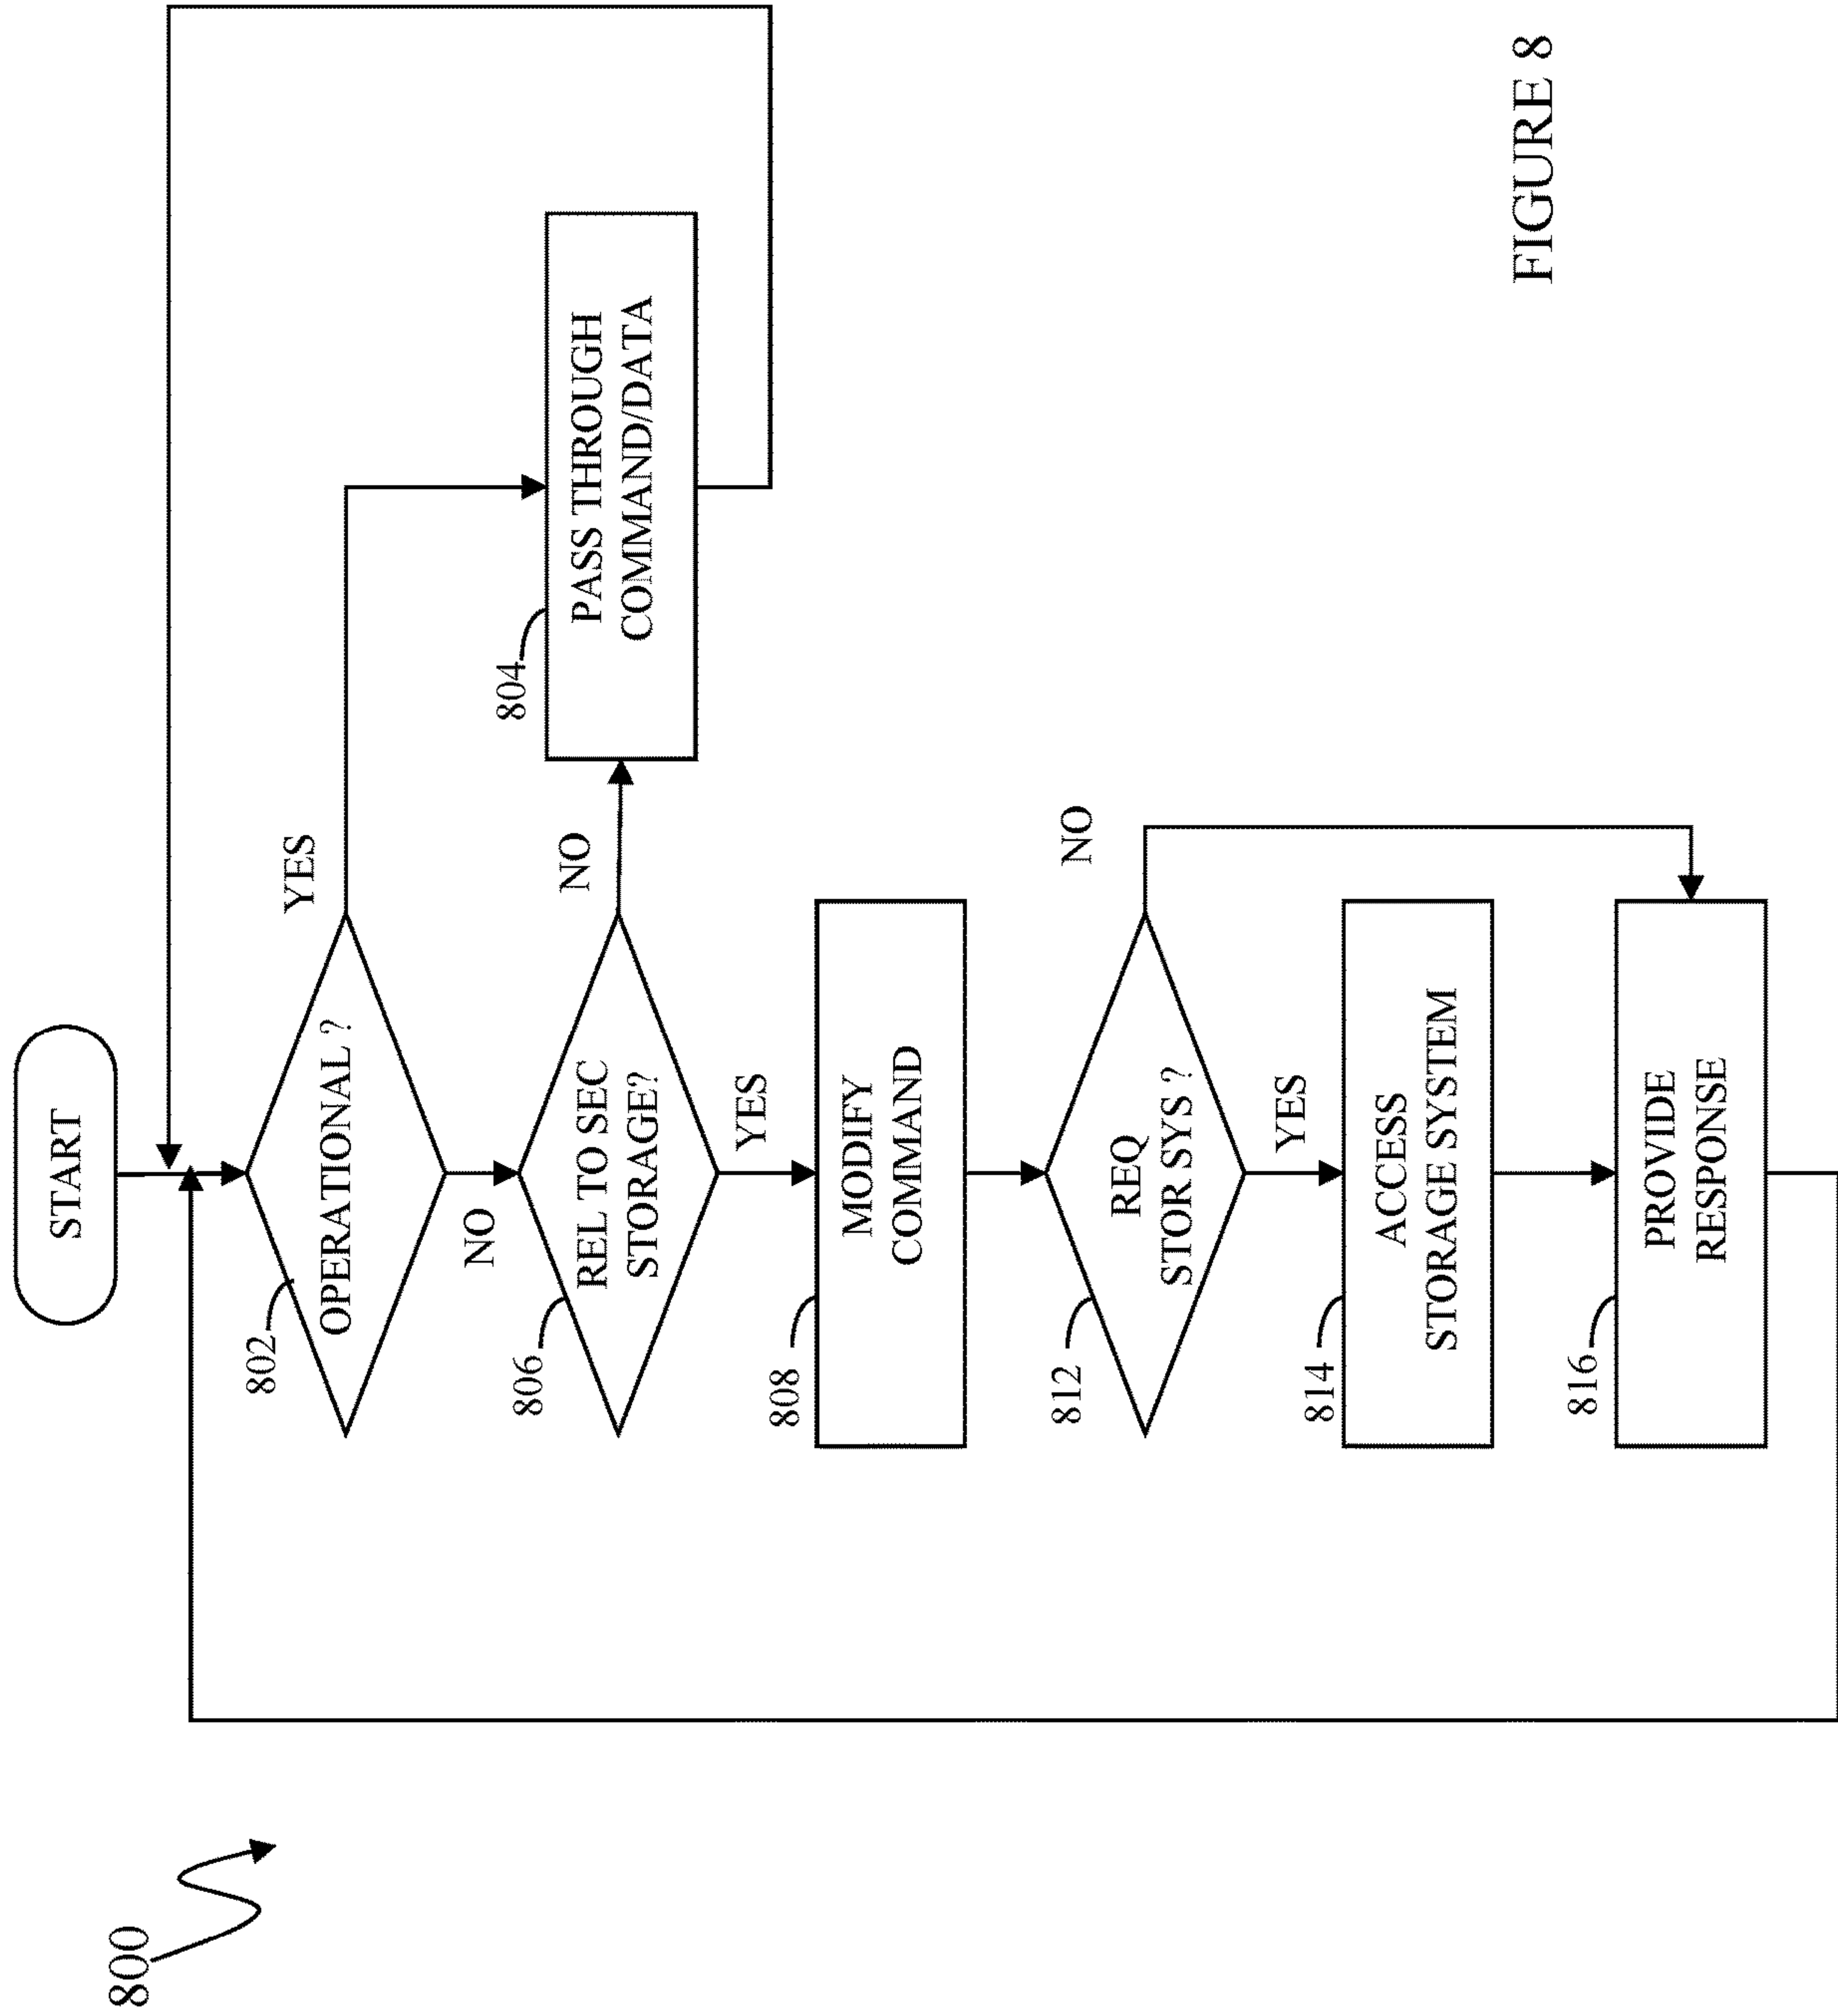 800
START
802
OPERATIONAL ?
YES
NO
806
REL TO SEC
STORAGE?
NO
804
PASS THROUGH
COMMAND/DATA
YES
808
MODIFY
COMMAND
812
REQ
STOR SYS ?
NO
YES
814
ACCESS
STORAGE SYSTEM
816
PROVIDE
RESPONSE
FIGURE 8